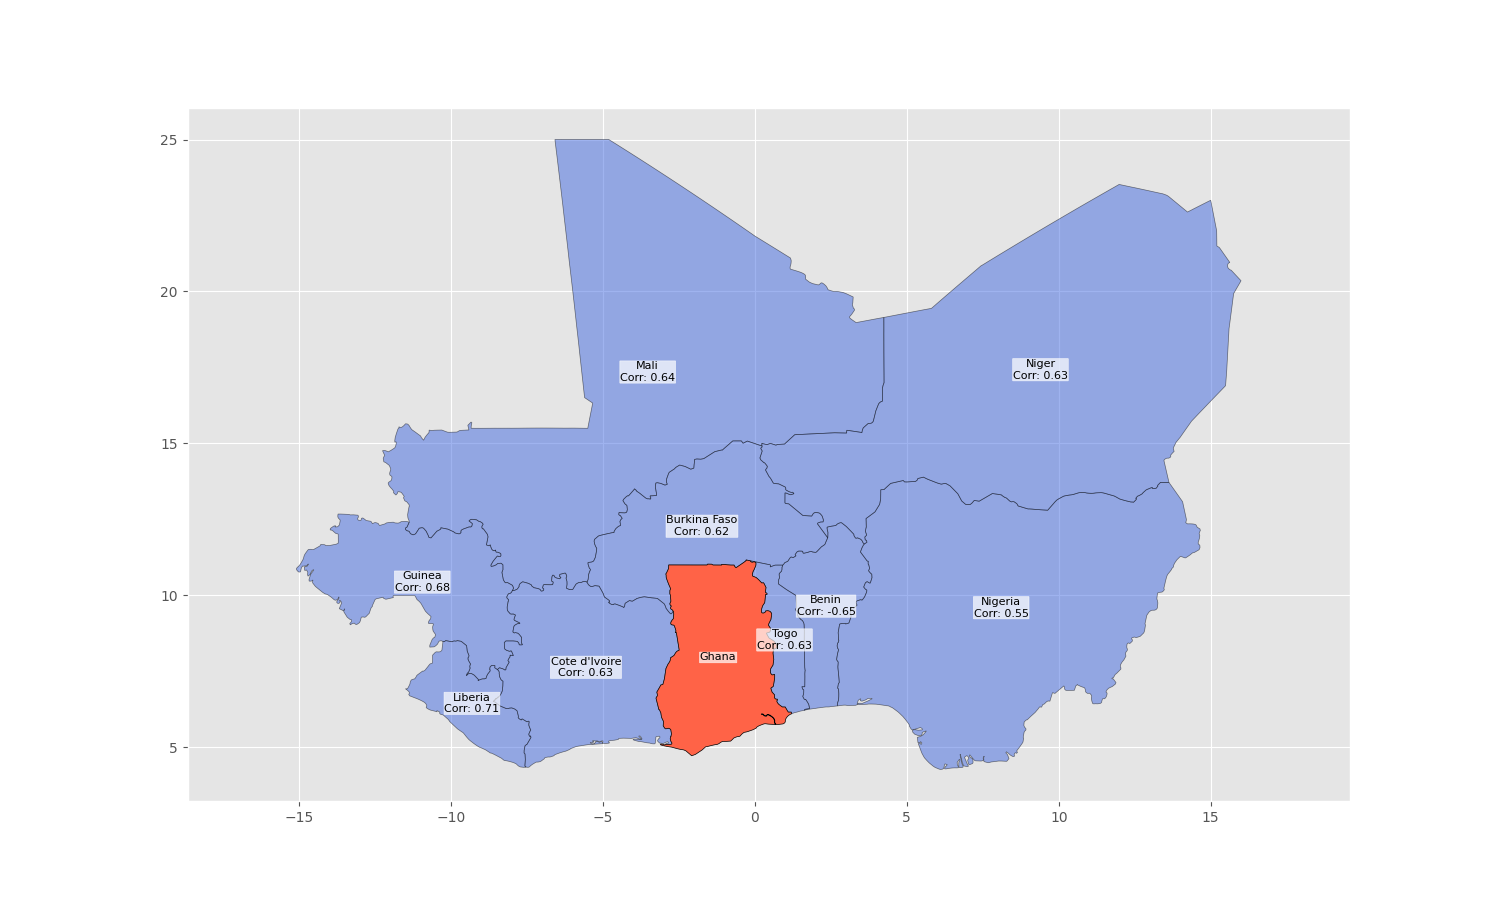 25
20
15
10
5
Mali
Corr: 0.64
Niger
Corr: 0.63
Burkina Faso
Corr: 0.62
Guinea
Corr: 0.68
Benin
Corr: -0.65
Nigeria
Corr: 0.55
Togo
Corr: 0.63
Ghana
Cote d'Ivoire
Corr: 0.63
Liberia
Corr: 0.71
−15
−10
−5
0
5
10
15